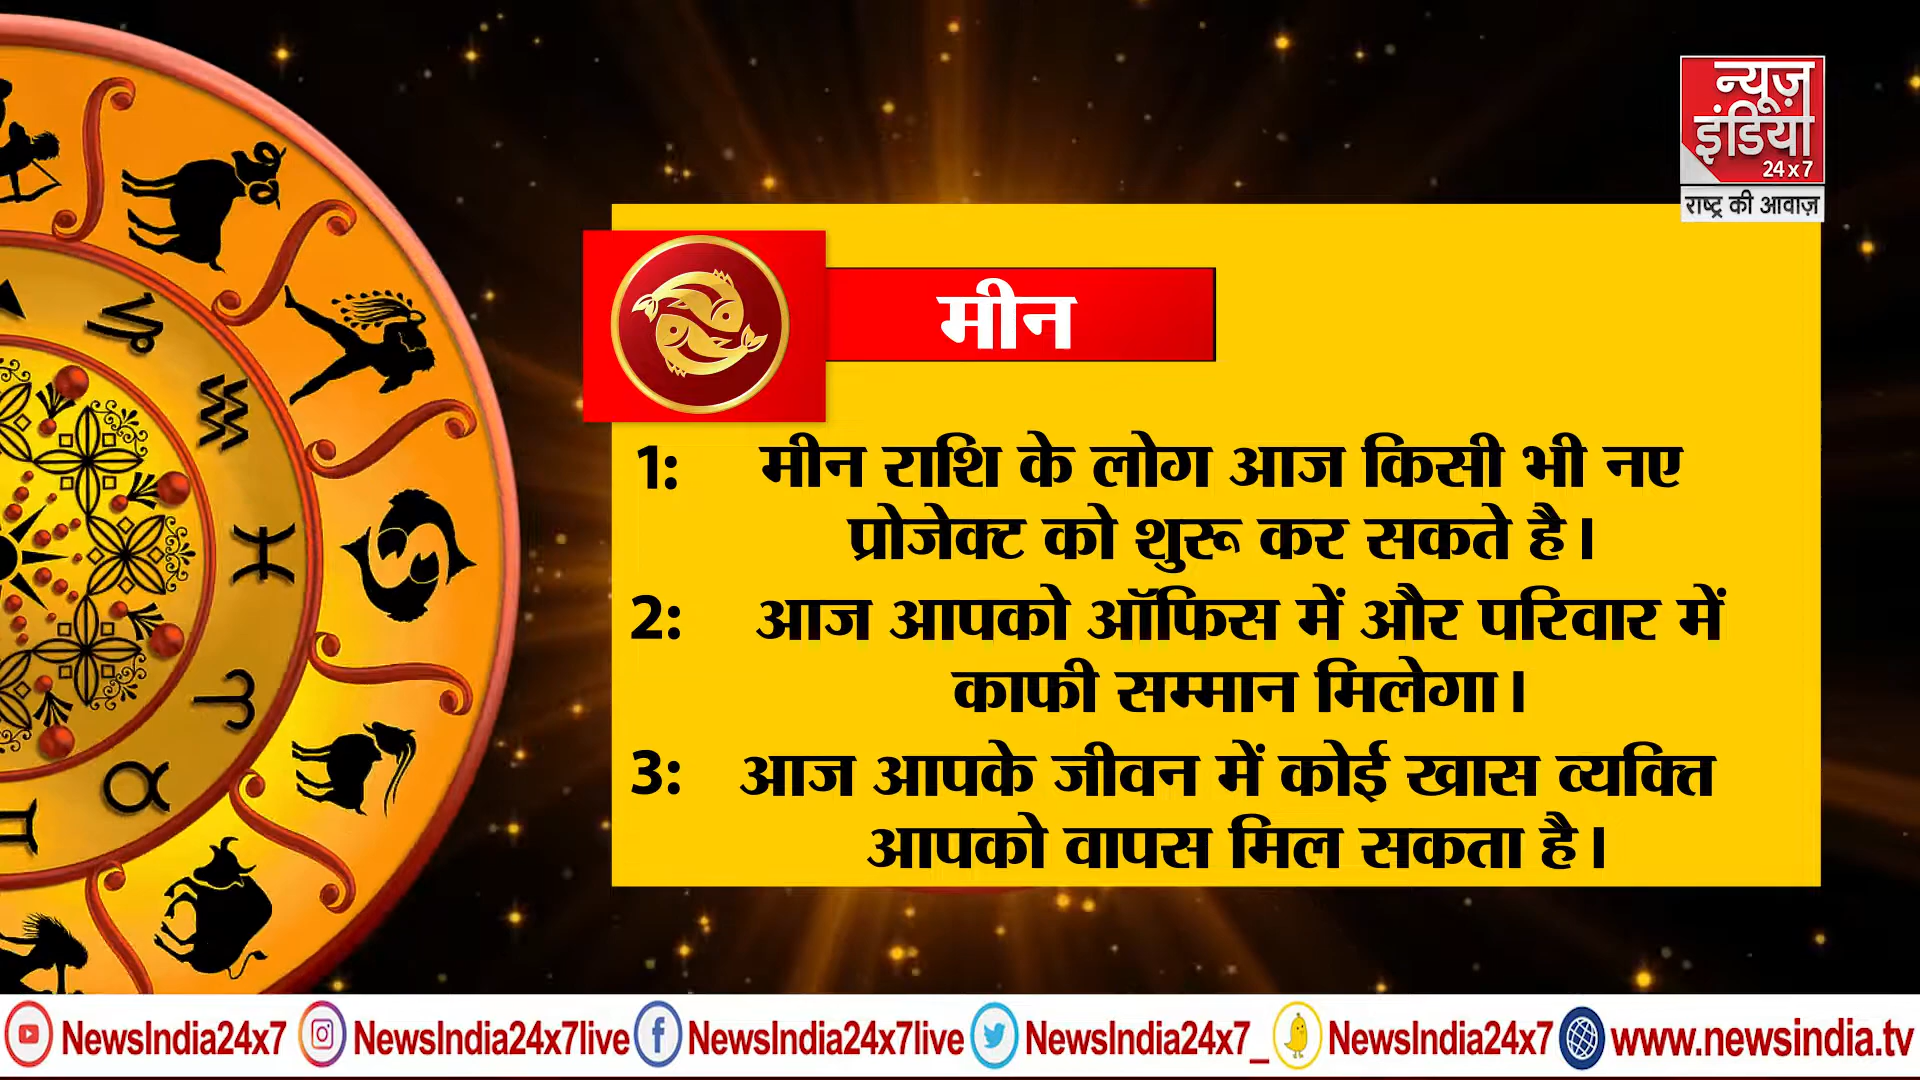 न्यूज़
इंडिया
24x7
राष्ट्र की आवाज़
मीन
1: मीन राशि के लोग आज किसी भी नए
प्रोजेक्ट को शुरू कर सकते है।
2: आज आपको ऑफिस में और परिवार में
काफी सम्मान मिलेगा।
3: आज आपके जीवन में कोई खास व्यक्ति
आपको वापस मिल सकता है।
NewsIndia24x7 NewsIndia24x7live NewsIndia24x7live NewsIndia24x7_ NewsIndia24x7 www.newsindia.tv